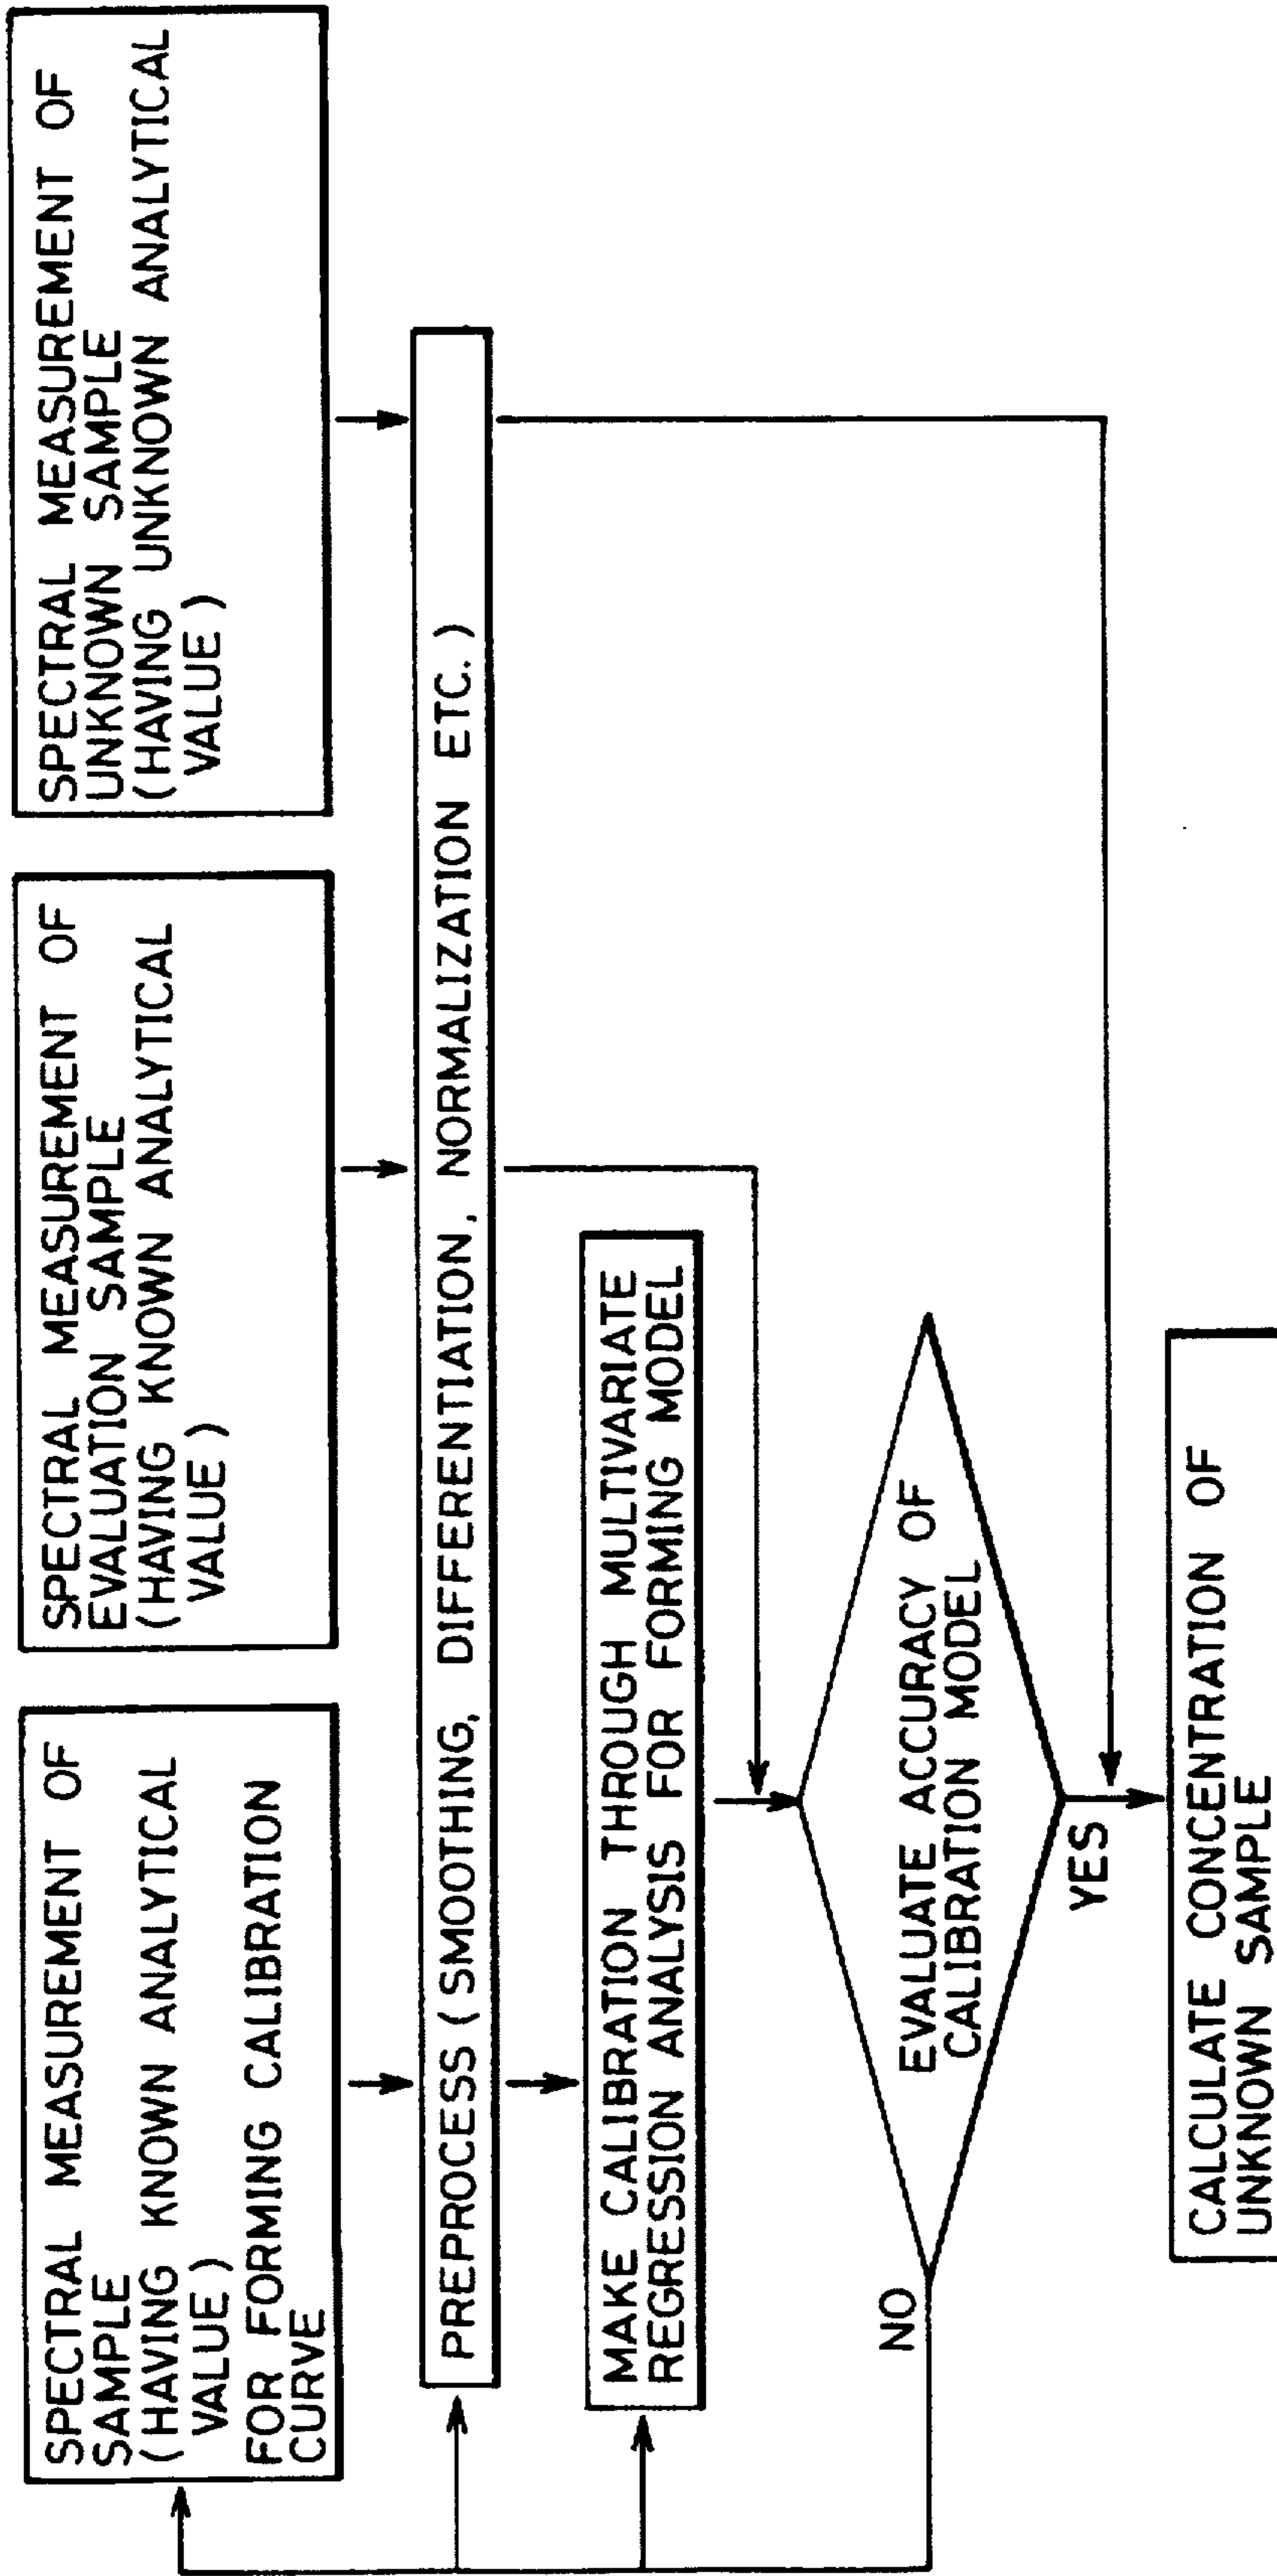 SPECTRAL MEASUREMENT OF
SAMPLE
(HAVING KNOWN ANALYTICAL
VALUE)
FOR FORMING CALIBRATION
CURVE
SPECTRAL MEASUREMENT OF
EVALUATION SAMPLE
(HAVING KNOWN ANALYTICAL
VALUE)
SPECTRAL MEASUREMENT OF
UNKNOWN SAMPLE
(HAVING UNKNOWN ANALYTICAL
VALUE)
PREPROCESS (SMOOTHING, DIFFERENTIATION, NORMALIZATION ETC.)
MAKE CALIBRATION THROUGH MULTIVARIATE
REGRESSION ANALYSIS FOR FORMING MODEL
EVALUATE ACCURACY OF
CALIBRATION MODEL
NO
YES
CALCULATE CONCENTRATION OF
UNKNOWN SAMPLE